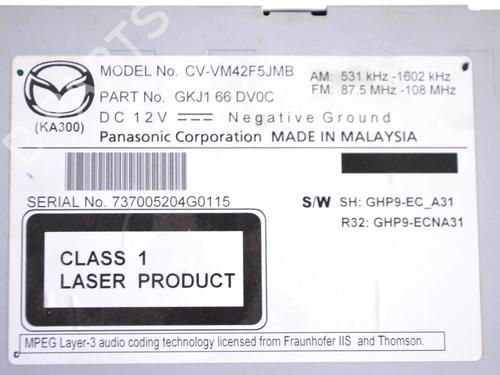 MODEL No. CV-VM42F5JMB
AM: 531 kHz -1602 kHz
PART No. GKJ1 66 DV0C
FM: 87.5 MHz -108 MHz
(KA300)
DC 12V Negative Ground
Panasonic Corporation MADE IN MALAYSIA
SERIAL No. 737005204G0115
S/W SH: GHP9-EC_A31
R32: GHP9-ECNA31
CLASS 1
LASER PRODUCT
MPEG Layer-3 audio coding technology licensed from Fraunhofer IIS and Thomson.